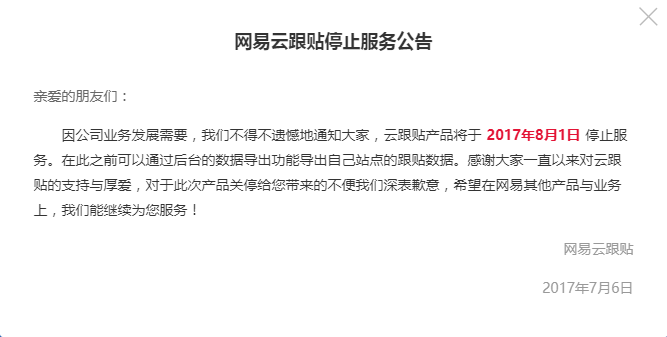 网易云跟贴停止服务公告
亲爱的朋友们：
因公司业务发展需要，我们不得不遗憾地通知大家，云跟贴产品将于 2017年8月1日 停止服
务。在此之前可以通过后台的数据导出功能导出自己站点的跟贴数据。感谢大家一直以来对云跟
贴的支持与厚爱，对于此次产品关停给您带来的不便我们深表歉意，希望在网易其他产品与业务
上，我们能继续为您服务！
网易云跟贴
2017年7月6日